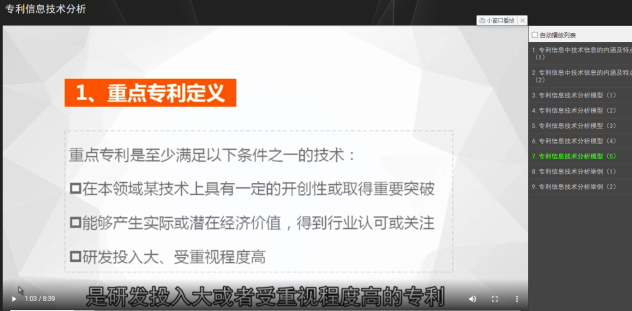 专利信息技术分析
小窗口播放
自动播放列表
1、重点专利定义
重点专利是至少满足以下条件之一的技术：
在本领域某技术上具有一定的开创性或取得重要突破
能够产生实际或潜在经济价值，得到行业认可或关注
研发投入大、受重视程度高
是研发投入大或者受重视程度高的专利
1:03 / 8:39
1. 专利信息中技术信息的内涵及特点
（1）
2. 专利信息中技术信息的内涵及特点
（2）
3. 专利信息技术分析模型（1）
4. 专利信息技术分析模型（2）
5. 专利信息技术分析模型（3）
6. 专利信息技术分析模型（4）
7. 专利信息技术分析模型（5）
8. 专利信息技术分析举例（1）
9. 专利信息技术分析举例（2）